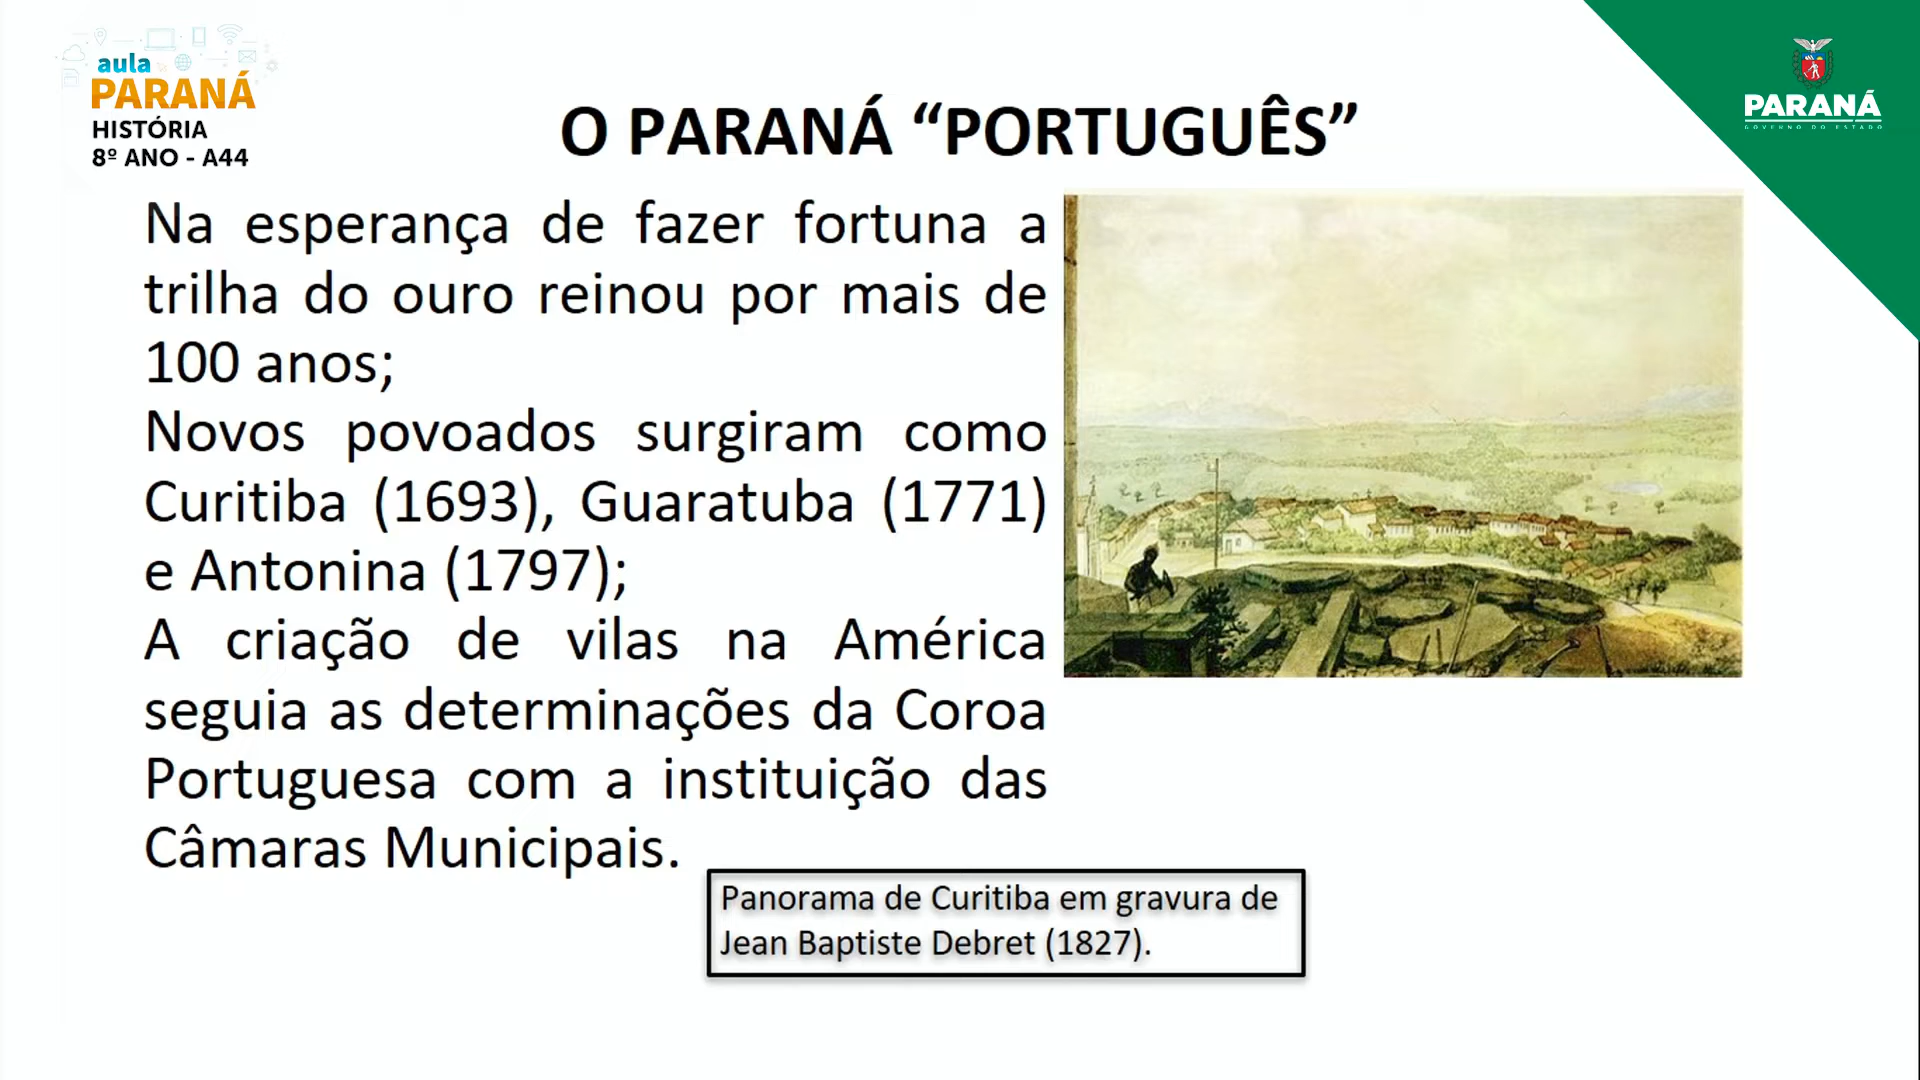 aula
PARANÁ
HISTÓRIA
8º ANO - A44
PARANÁ
GOVERNO DO ESTADO
O PARANÁ “PORTUGUÊS”
Na esperança de fazer fortuna a
trilha do ouro reinou por mais de
100 anos;
Novos povoados surgiram como
Curitiba (1693), Guaratuba (1771)
e Antonina (1797);
A criação de vilas na América
seguia as determinações da Coroa
Portuguesa com a instituição das
Câmaras Municipais.
Panorama de Curitiba em gravura de
Jean Baptiste Debret (1827).